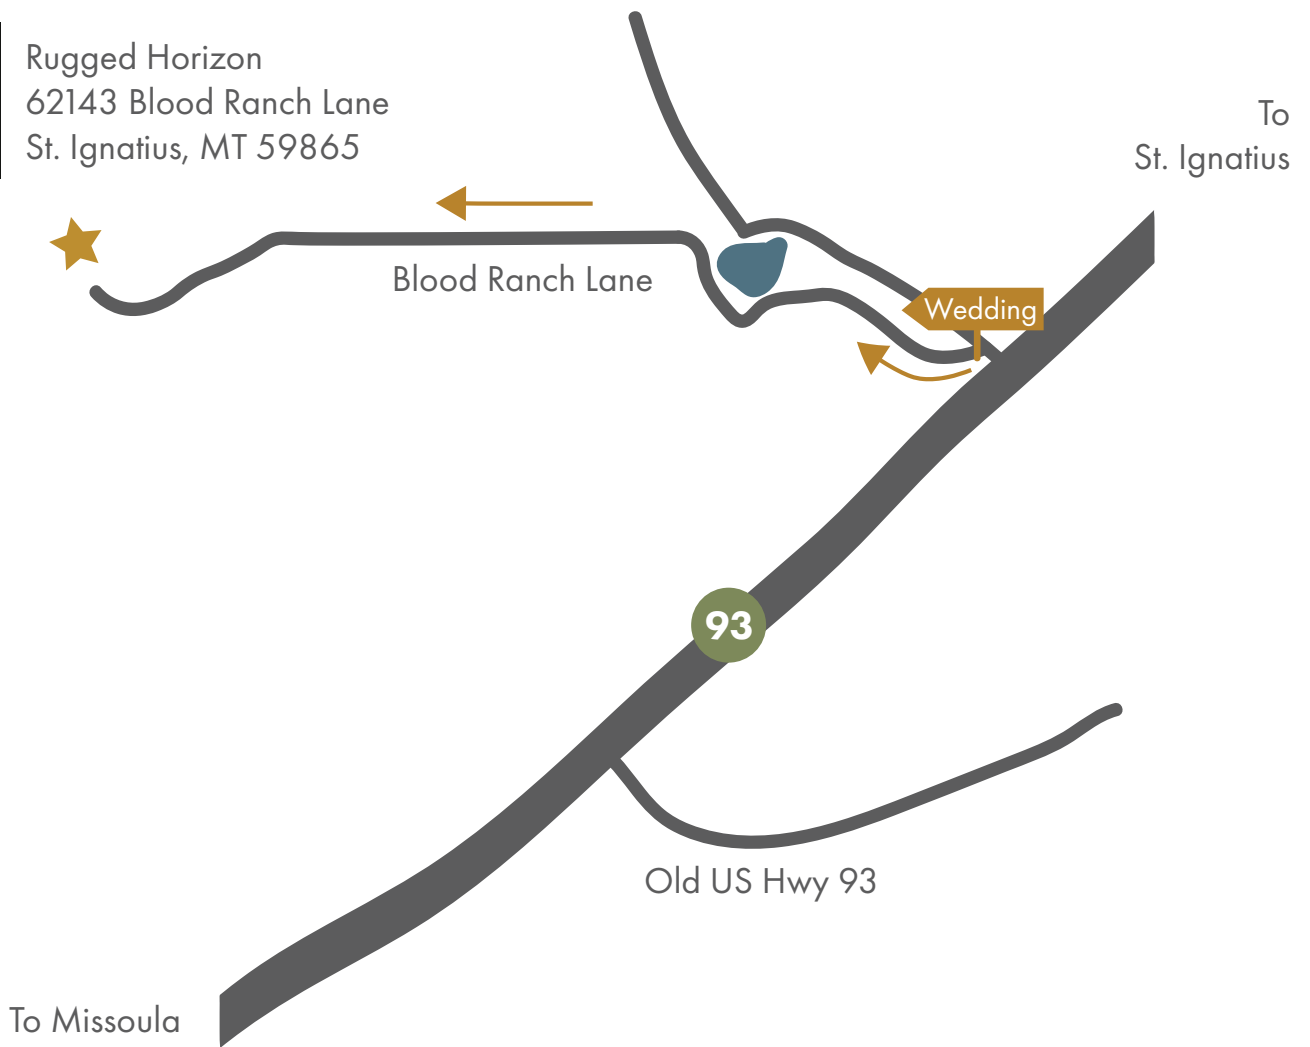 Rugged Horizon
62143 Blood Ranch Lane
St. Ignatius, MT 59865
To
St. Ignatius
Blood Ranch Lane
Wedding
93
Old US Hwy 93
To Missoula